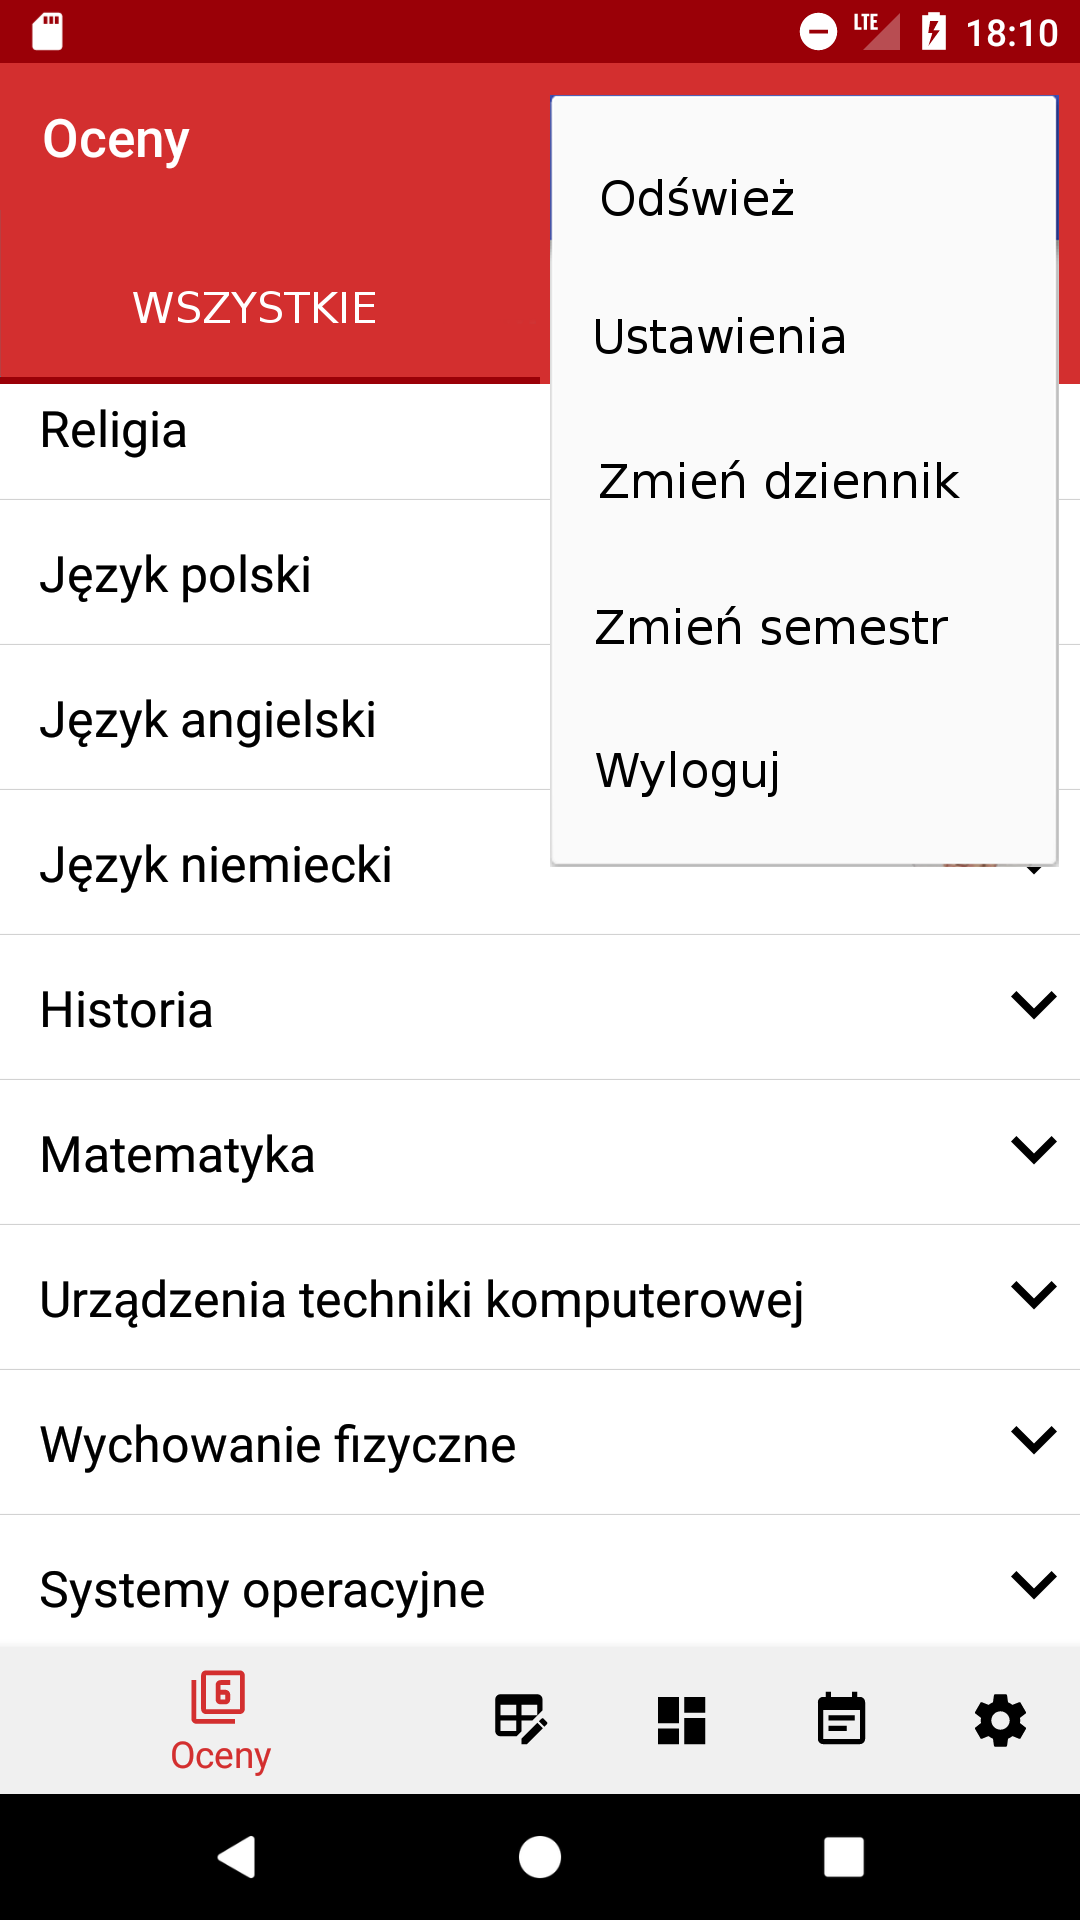 LTE 18:10
Oceny
Odśwież
WSZYSTKIE
Ustawienia
Religia
Zmień dziennik
Język polski
Zmień semestr
Język angielski
Wyloguj
Język niemiecki
Historia
Matematyka
Urządzenia techniki komputerowej
Wychowanie fizyczne
Systemy operacyjne
6
Oceny